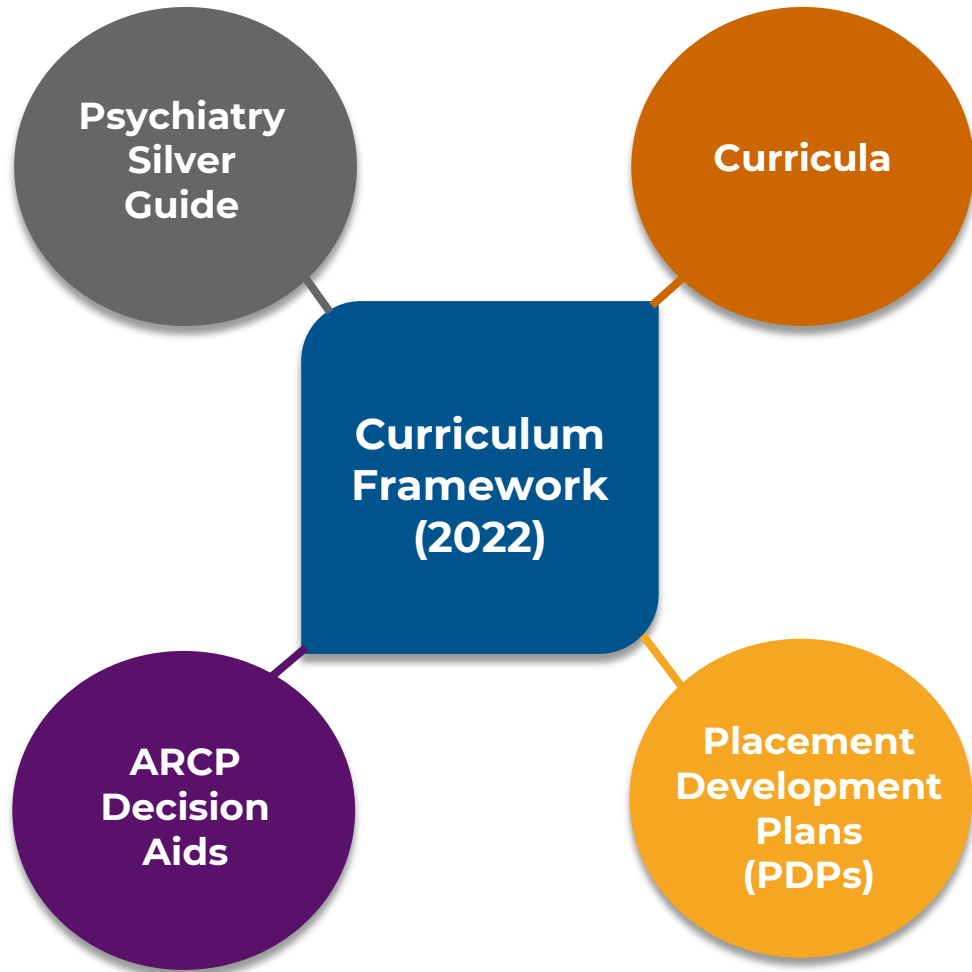 Psychiatry
Silver
Guide
Curricula
Curriculum
Framework
(2022)
ARCP
Decision
Aids
Placement
Development
Plans
(PDPs)